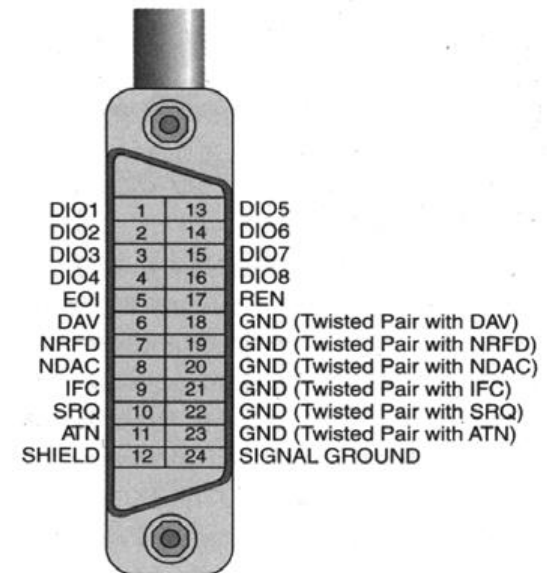 DIO1 1 13 DIO5
DIO2 2 14 DIO6
DIO3 3 15 DIO7
DIO4 4 16 DIO8
EOI 5 17 REN
DAV 6 18 GND (Twisted Pair with DAV)
NRFD 7 19 GND (Twisted Pair with NRFD)
NDAC 8 20 GND (Twisted Pair with NDAC)
IFC 9 21 GND (Twisted Pair with IFC)
SRQ 10 22 GND (Twisted Pair with SRQ)
ATN 11 23 GND (Twisted Pair with ATN)
SHIELD 12 24 SIGNAL GROUND